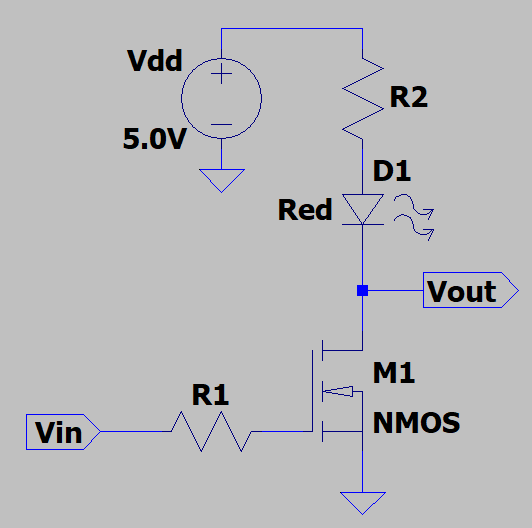 Vdd
5.0V
R2
D1
Red
Vout
M1
NMOS
R1
Vin